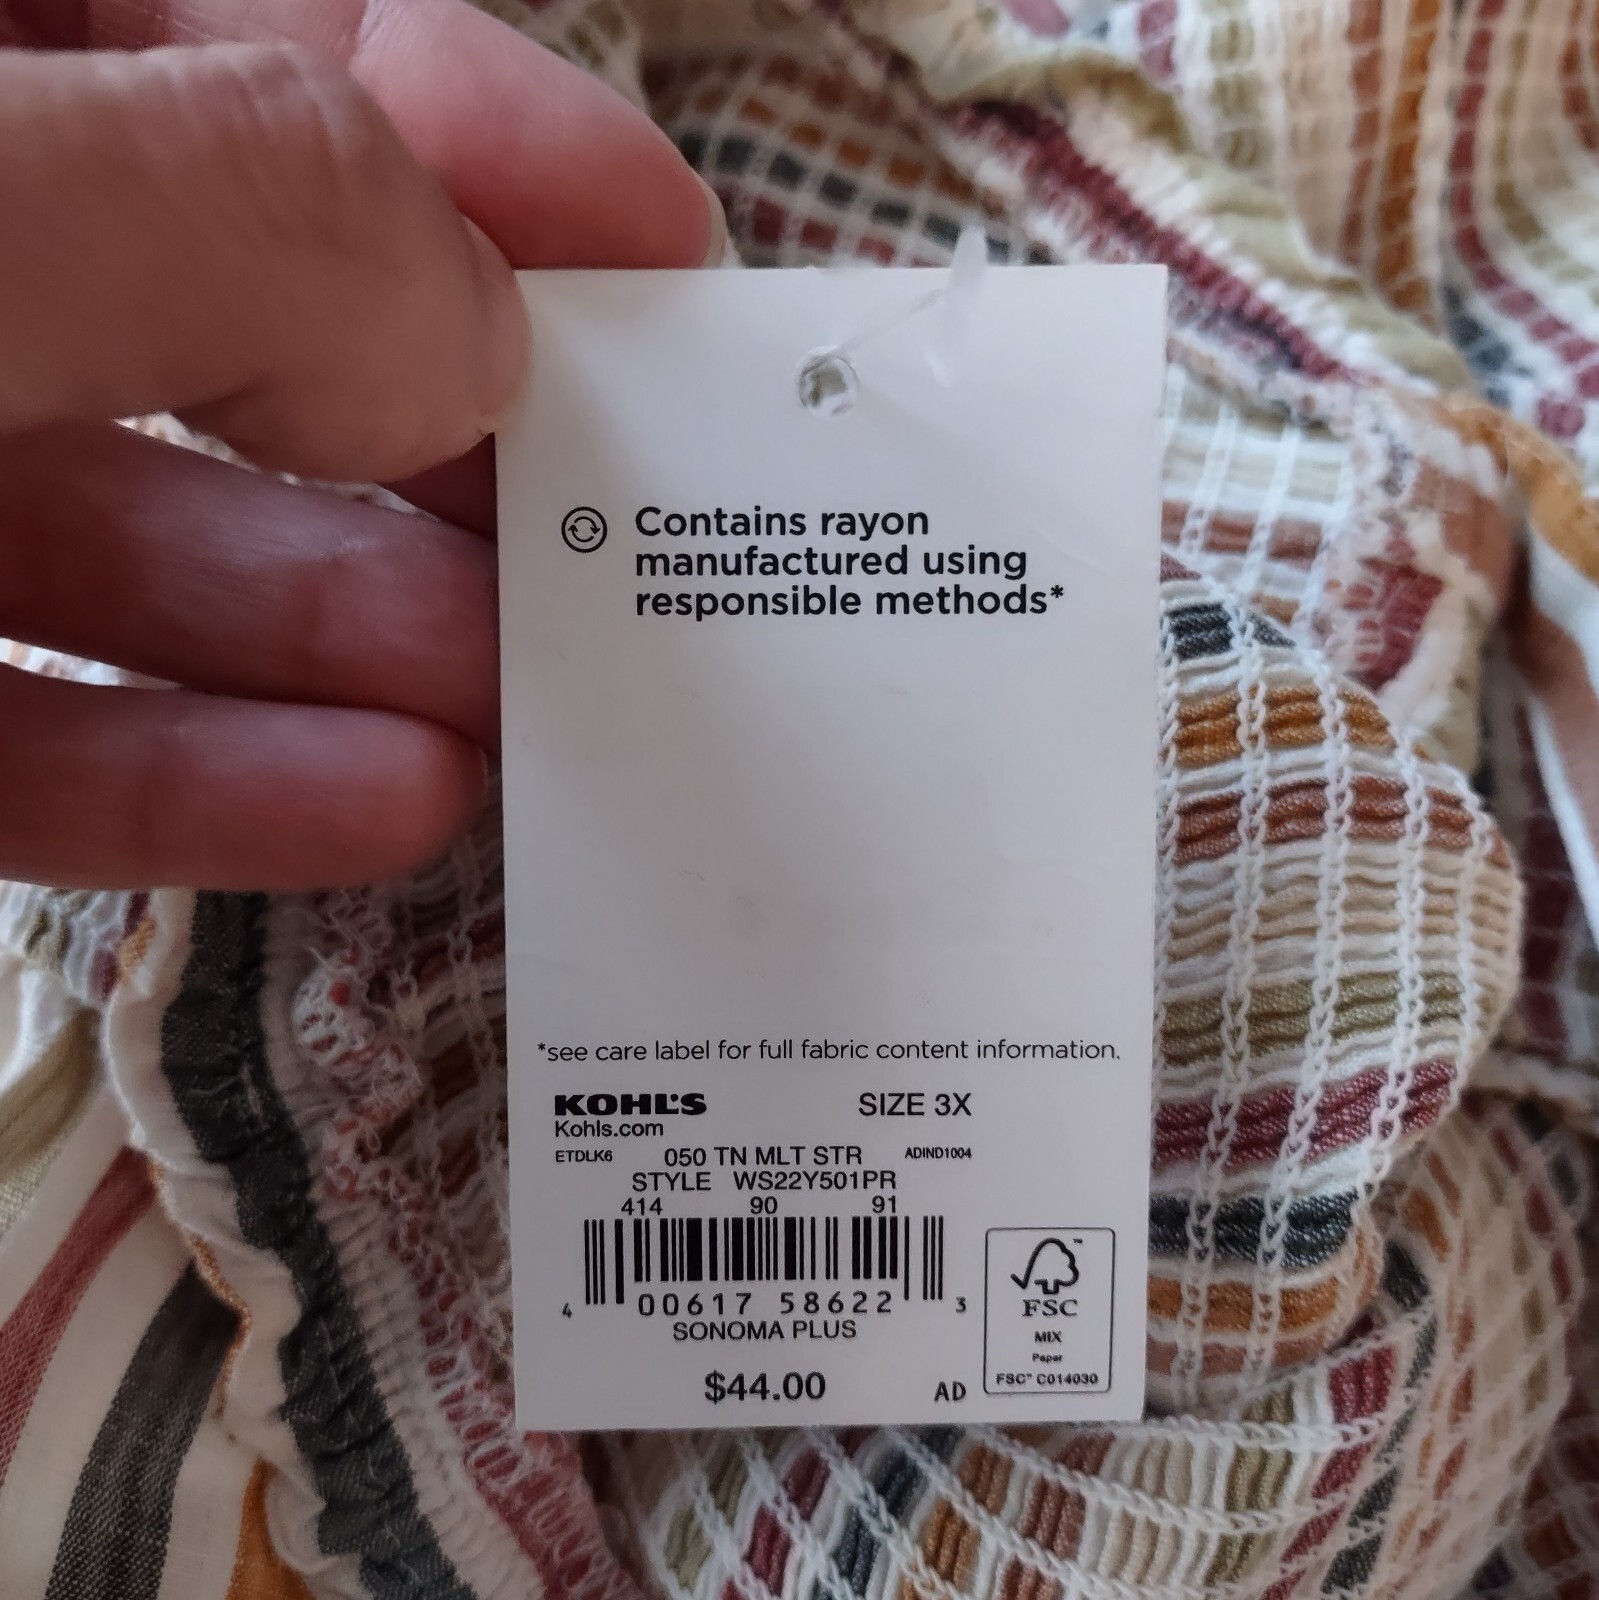 Contains rayon
manufactured using
responsible methods*
*see care label for full fabric content information.
KOHL'S SIZE 3X
Kohls.com
ETDLK6 050 TN MLT STR ADIND1004
STYLE WS22Y501PR
414 90 91
4 00617 58622 3
SONOMA PLUS
$44.00 AD
FSC™
MIX
Paper
FSC™ C014030